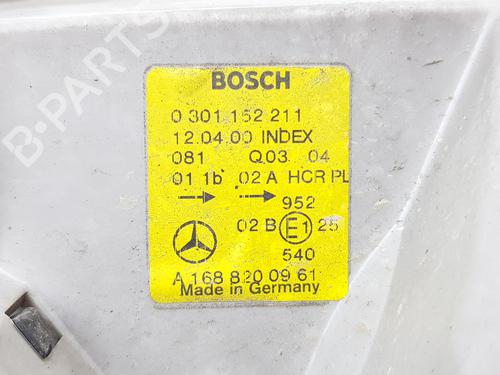 BOSCH
0 301 152 211
12.04.00 INDEX
081 Q03 04
01 1b 02 A HCR PL
952
02 B E1 25
540
A 168 820 09 61
Made in Germany
B-PARTS